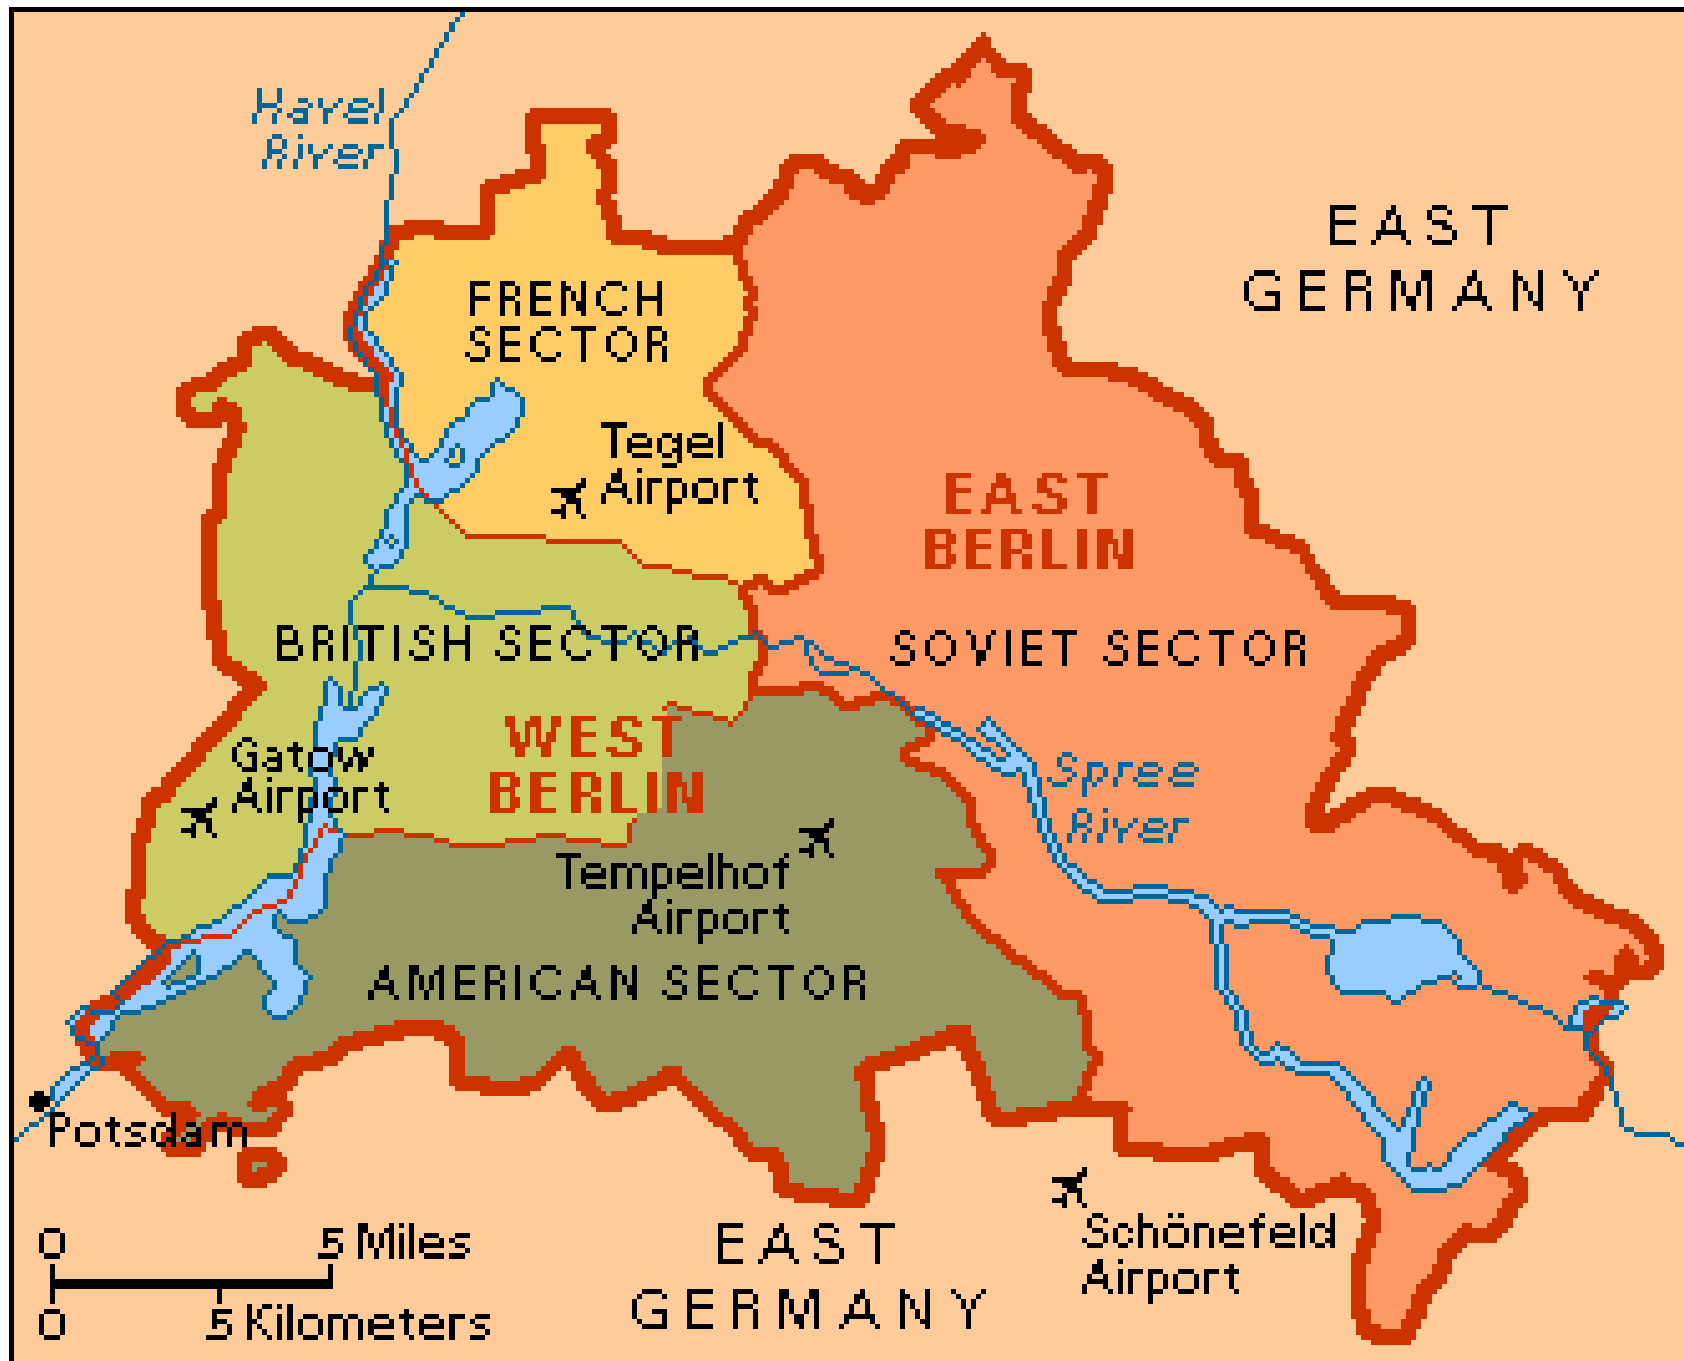 Havel
River
EAST
GERMANY
FRENCH
SECTOR
Tegel
Airport
EAST
BERLIN
BRITISH SECTOR
SOVIET SECTOR
WEST
BERLIN
Gatow
Airport
Spree
River
Tempelhof
Airport
AMERICAN SECTOR
Potsdam
Schönefeld
Airport
EAST
GERMANY
0 5 Miles
0 5 Kilometers